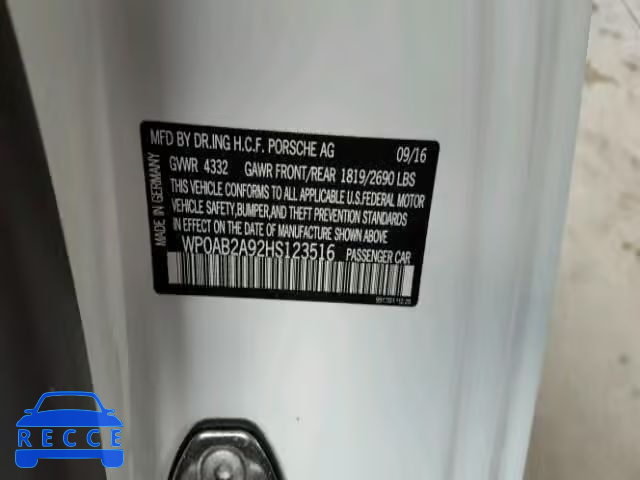 MFD BY DR.ING H.C.F. PORSCHE AG 09/16
GVWR 4332 GAWR FRONT/REAR 1819/2690 LBS
THIS VEHICLE CONFORMS TO ALL APPLICABLE U.S.FEDERAL MOTOR
VEHICLE SAFETY,BUMPER,AND THEFT PREVENTION STANDARDS
IN EFFECT ON THE DATE OF MANUFACTURE SHOWN ABOVE.
WP0AB2A92HS123516 PASSENGER CAR
MADE IN GERMANY
RECCE